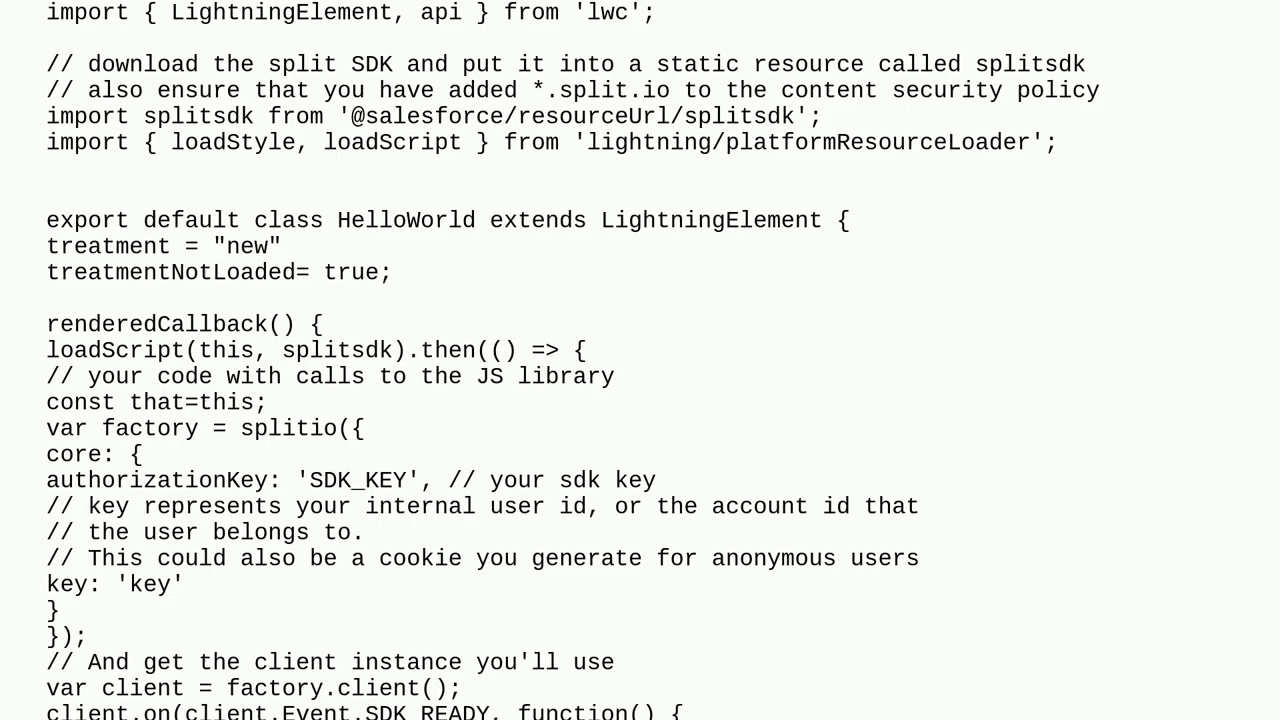 import { LightningElement, api } from 'lwc';
// download the split SDK and put it into a static resource called splitsdk
// also ensure that you have added *.split.io to the content security policy
import splitsdk from '@salesforce/resourceUrl/splitsdk';
import { loadStyle, loadScript } from 'lightning/platformResourceLoader';
export default class HelloWorld extends LightningElement {
treatment = "new"
treatmentNotLoaded= true;
renderedCallback() {
loadScript(this, splitsdk).then(() => {
// your code with calls to the JS library
const that=this;
var factory = splitio({
core: {
authorizationKey: 'SDK_KEY', // your sdk key
// key represents your internal user id, or the account id that
// the user belongs to.
// This could also be a cookie you generate for anonymous users
key: 'key'
}
});
// And get the client instance you'll use
var client = factory.client();
client.on(client.Event.SDK_READY, function() {